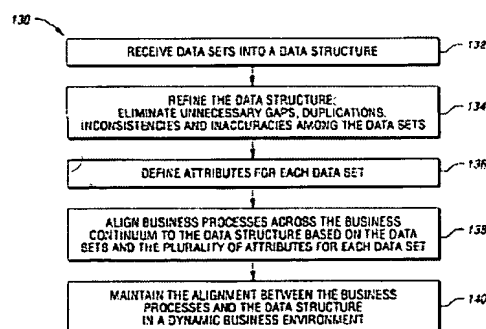 130
RECEIVE DATA SETS INTO A DATA STRUCTURE
132
REFINE THE DATA STRUCTURE;
ELIMINATE UNNECESSARY GAPS, DUPLICATIONS,
INCONSISTENCIES AND INACCURACIES AMONG THE DATA SETS
134
DEFINE ATTRIBUTES FOR EACH DATA SET
136
ALIGN BUSINESS PROCESSES ACROSS THE BUSINESS
CONTINUUM TO THE DATA STRUCTURE BASED ON THE DATA
SETS AND THE PLURALITY OF ATTRIBUTES FOR EACH DATA SET
138
MAINTAIN THE ALIGNMENT BETWEEN THE BUSINESS
PROCESSES AND THE DATA STRUCTURE
IN A DYNAMIC BUSINESS ENVIRONMENT
140